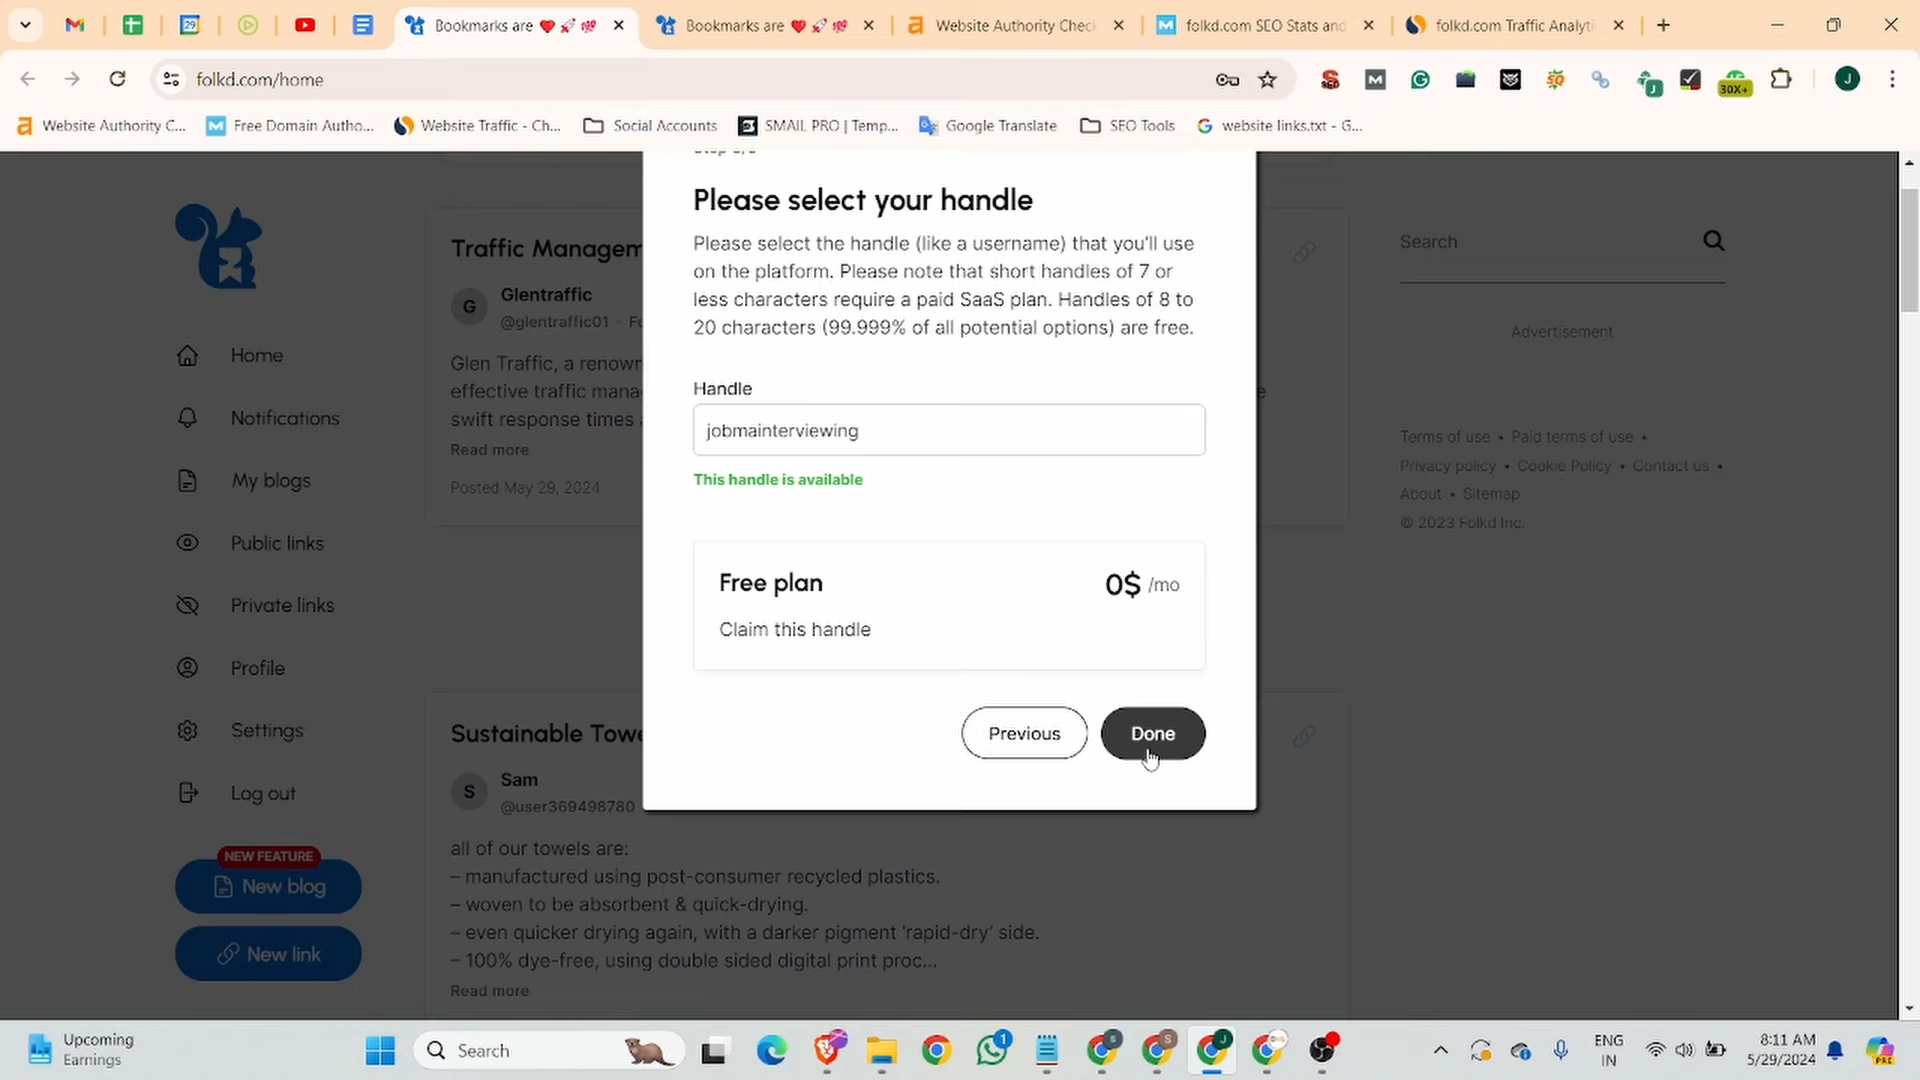 Bookmarks are ❤️ 🚀 💯
Bookmarks are ❤️ 🚀 💯
Website Authority Chec
folkd.com SEO Stats and
folkd.com Traffic Analyti
folkd.com/home
30X+
J
Website Authority C...
Free Domain Autho...
Website Traffic - Ch...
Social Accounts
SMAIL PRO | Temp...
Google Translate
SEO Tools
website links.txt - G...
Home
Notifications
My blogs
Public links
Private links
Profile
Settings
Log out
NEW FEATURE
New blog
New link
Traffic Managem
G
Glentraffic
@glentraffic01 - Fo
Glen Traffic, a renown
effective traffic mana
swift response times a
Read more
Posted May 29, 2024
Please select your handle
Please select the handle (like a username) that you'll use
on the platform. Please note that short handles of 7 or
less characters require a paid SaaS plan. Handles of 8 to
20 characters (99.999% of all potential options) are free.
Handle
jobmainterviewing
This handle is available
Free plan
0$ /mo
Claim this handle
Previous
Done
Sustainable Towe
S
Sam
@user369498780
all of our towels are:
– manufactured using post-consumer recycled plastics.
– woven to be absorbent & quick-drying.
– even quicker drying again, with a darker pigment 'rapid-dry' side.
– 100% dye-free, using double sided digital print proc...
Read more
Search
Advertisement
Terms of use • Paid terms of use •
Privacy policy • Cookie Policy • Contact us •
About • Sitemap
© 2023 Folkd Inc.
Upcoming
Earnings
Search
1
ENG
IN
8:11 AM
5/29/2024